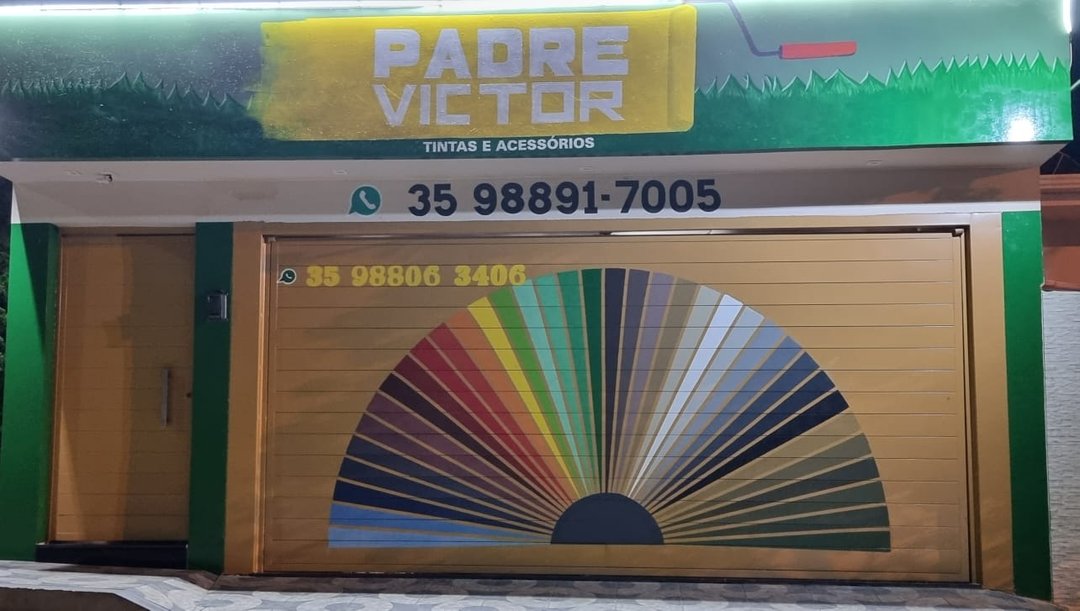 PADRE
VICTOR
TINTAS E ACESSÓRIOS
35 98891-7005
35 98806 3406